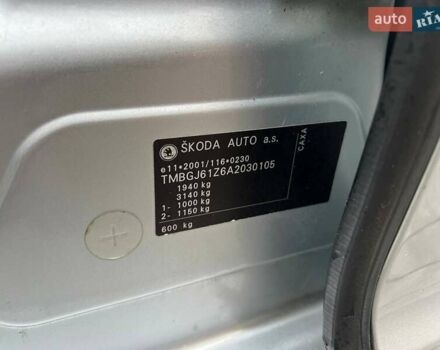 auto RIA
ŠKODA AUTO a.s.
e11*2001/116*0230
TMBGJ61Z6A2030105
1940 kg
3140 kg
1- 1000 kg
2- 1150 kg
600 kg
CAXA